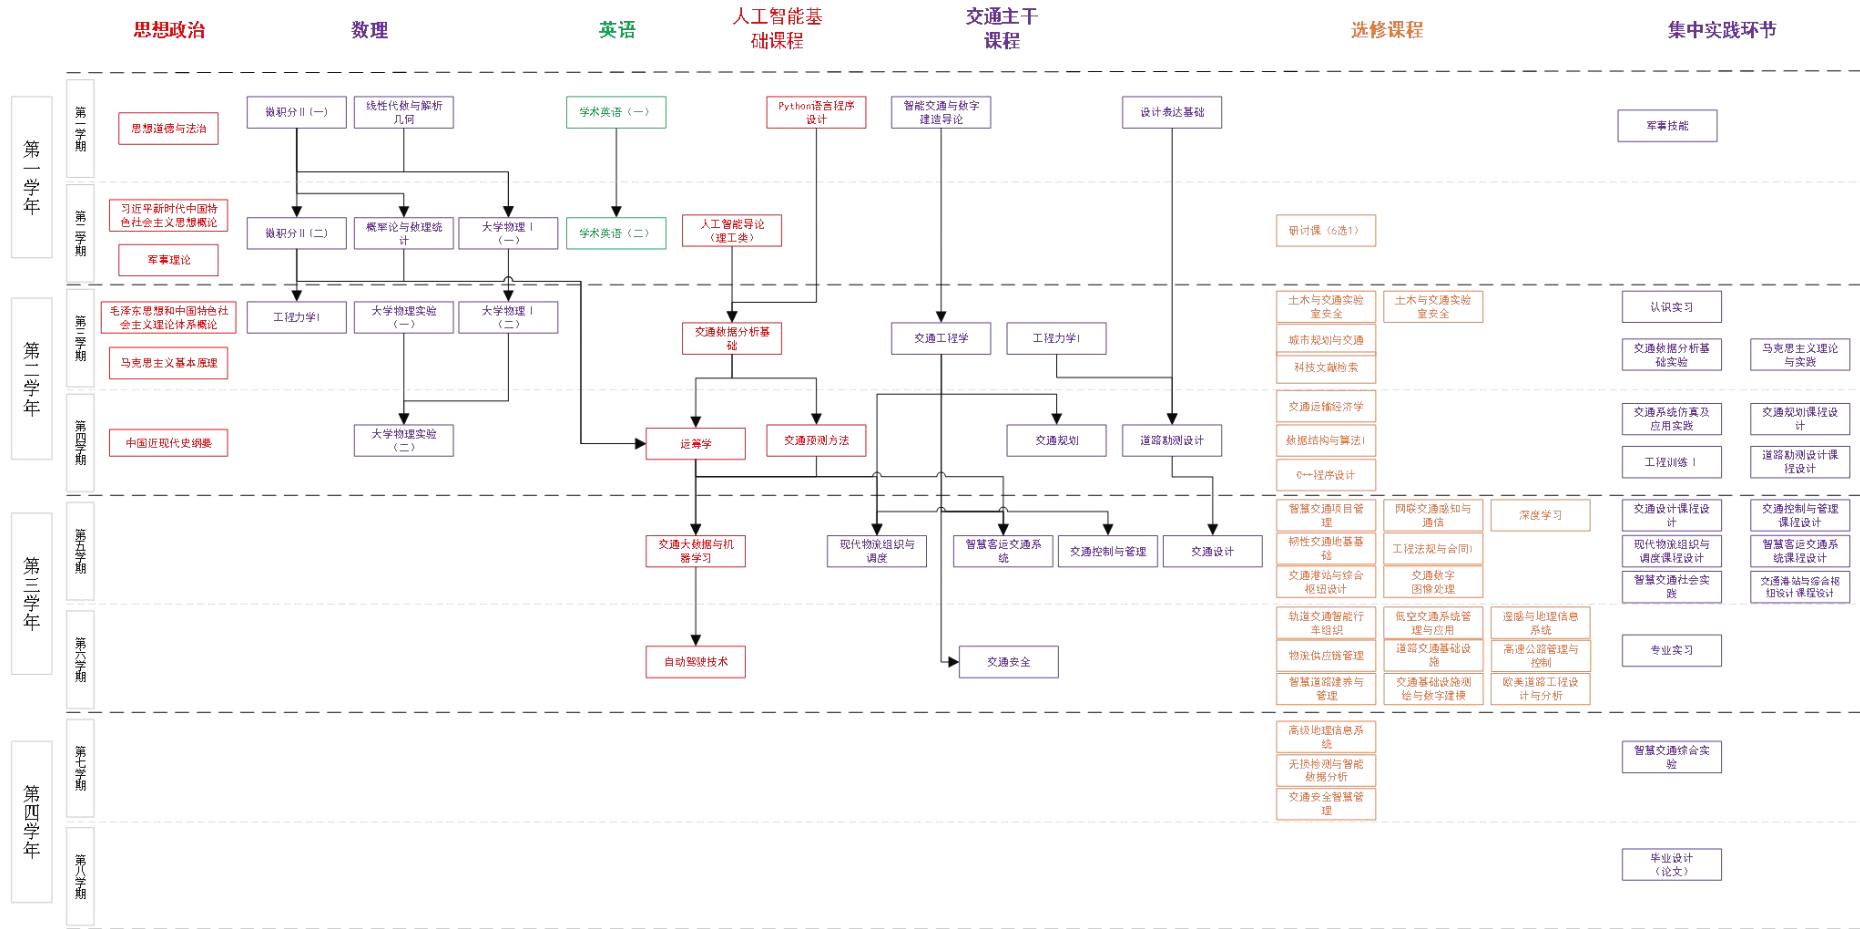 思想政治
数理
英语
人工智能基
础课程
交通主干
课程
选修课程
集中实践环节
第一学年
第一学期
思想道德与法治
微积分Ⅱ(一)
线性代数与解析
几何
学术英语（一）
Python语言程序
设计
智能交通与数字
建造导论
设计表达基础
军事技能
第二学期
习近平新时代中国特
色社会主义思想概论
军事理论
微积分Ⅱ(二)
概率论与数理统
计
大学物理Ⅰ
（一）
学术英语（二）
人工智能导论
（理工类）
研讨课（6选1）
第二学年
第三学期
毛泽东思想和中国特色社
会主义理论体系概论
马克思主义基本原理
工程力学Ⅰ
大学物理实验
（一）
大学物理Ⅰ
（二）
交通数据分析基
础
交通工程学
工程力学Ⅰ
土木与交通实验
室安全
土木与交通实验
室安全
城市规划与交通
科技文献检索
认识实习
交通数据分析基
础实验
马克思主义理论
与实践
第四学期
中国近现代史纲要
大学物理实验
（二）
运筹学
交通预测方法
交通规划
道路勘测设计
交通运输经济学
数据结构与算法Ⅰ
C++程序设计
交通系统仿真及
应用实践
交通规划课程设
计
工程训练Ⅰ
道路勘测设计课
程设计
第三学年
第五学期
交通大数据与机
器学习
现代物流组织与
调度
智慧客运交通系
统
交通控制与管理
交通设计
智慧交通项目管
理
网联交通感知与
通信
深度学习
韧性交通地基基
础
工程法规与合同Ⅰ
交通港站与综合
枢纽设计
交通数字
图像处理
交通设计课程设
计
交通控制与管理
课程设计
现代物流组织与
调度课程设计
智慧客运交通系
统课程设计
智慧交通社会实
践
交通港站与综合枢
纽设计课程设计
第六学期
自动驾驶技术
交通安全
轨道交通智能行
车组织
低空交通系统管
理与应用
遥感与地理信息
系统
物流供应链管理
道路交通基础设
施
高速公路管理与
控制
智慧道路建养与
管理
交通基础设施测
绘与数字建模
欧美道路工程设
计与分析
专业实习
第四学年
第七学期
高级地理信息系
统
无损检测与智能
数据分析
交通安全智慧管
理
智慧交通综合实
验
第八学期
毕业设计
（论文）